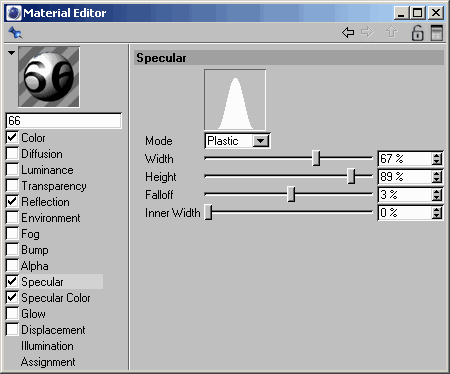 Material Editor
66
Color
Diffusion
Luminance
Transparency
Reflection
Environment
Fog
Bump
Alpha
Specular
Specular Color
Glow
Displacement
Illumination
Assignment
Specular
Mode Plastic
Width 67 %
Height 89 %
Falloff 3 %
Inner Width 0 %